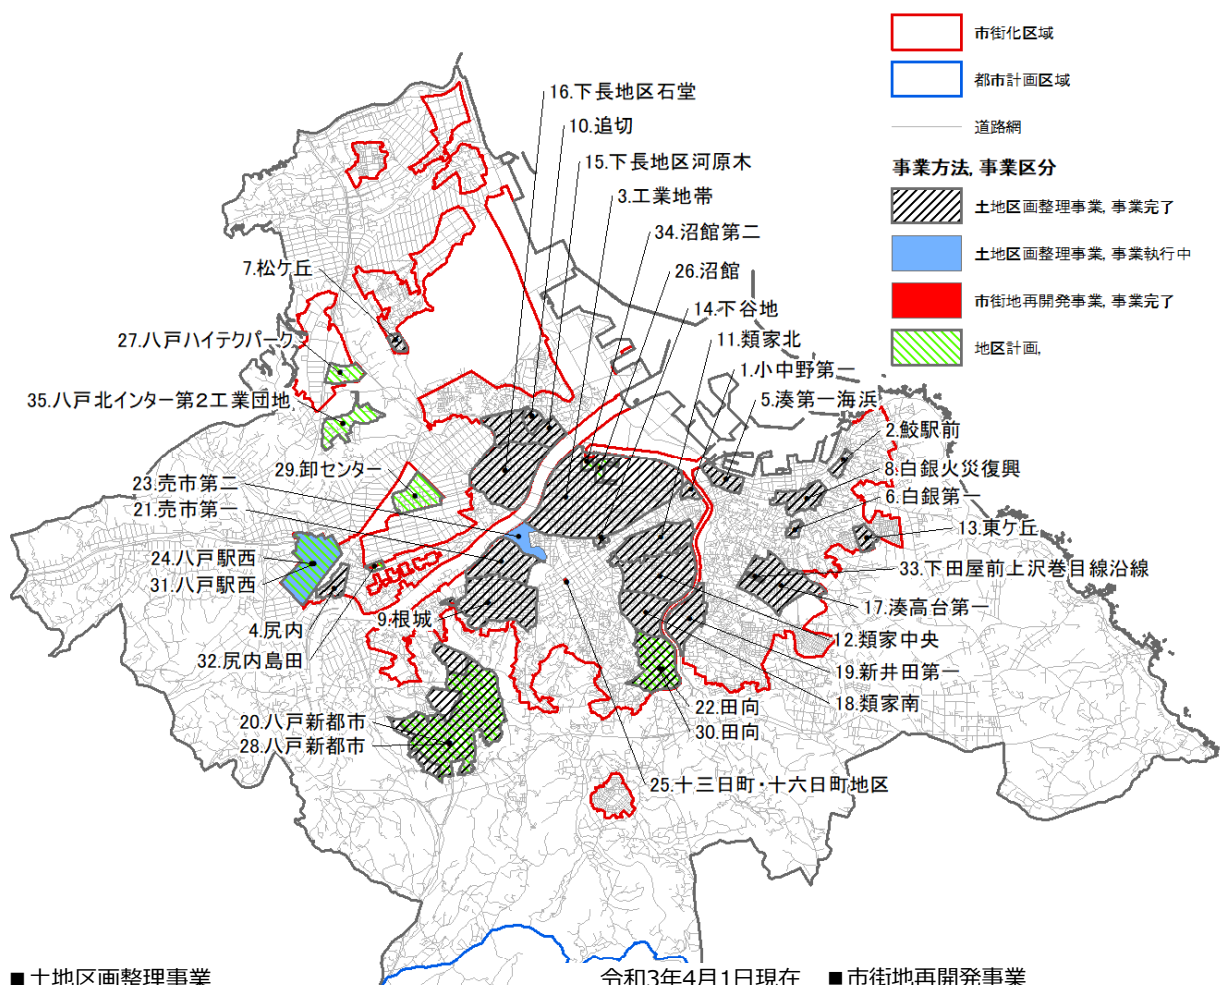 市街化区域
都市計画区域
道路網
事業方法, 事業区分
土地区画整理事業, 事業完了
土地区画整理事業, 事業執行中
市街地再開発事業, 事業完了
地区計画,
16.下長地区石堂
10.追切
15.下長地区河原木
3.工業地帯
34.沼館第二
7.松ケ丘
26.沼館
14.下谷地
27.八戸ハイテクパーク
11.類家北
1.小中野第一
35.八戸北インター第2工業団地
5.湊第一海浜
2.鮫駅前
29.卸センター
8.白銀火災復興
23.売市第二
6.白銀第一
21.売市第一
13.東ケ丘
24.八戸駅西
33.下田屋前上沢巻目線沿線
31.八戸駅西
17.湊高台第一
9.根城
4.尻内
12.類家中央
32.尻内島田
19.新井田第一
18.類家南
22.田向
20.八戸新都市
30.田向
28.八戸新都市
25.十三日町・十六日町地区
■土地区画整理事業
令和3年4月1日現在
■市街地再開発事業